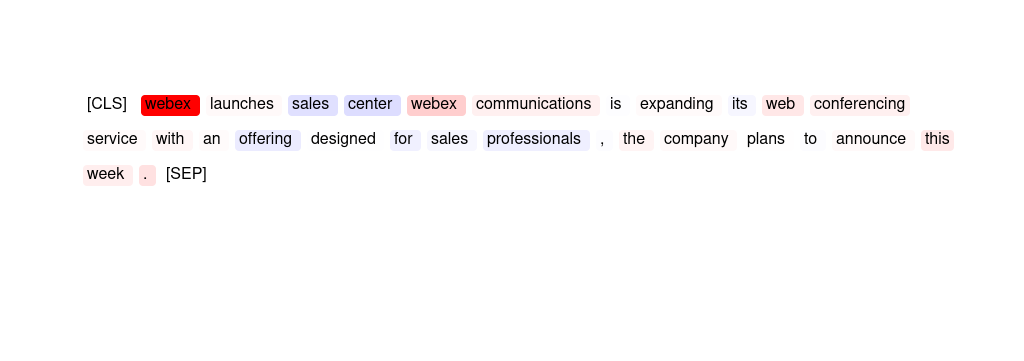 [CLS] webex launches sales center webex communications is expanding its web conferencing
service with an offering designed for sales professionals , the company plans to announce this
week . [SEP]